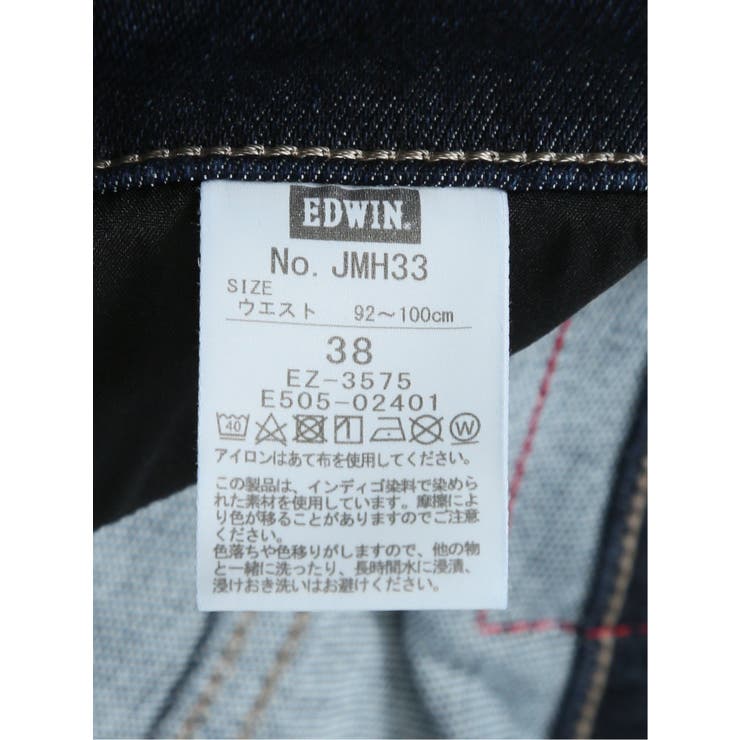 EDWIN.
No. JMH33
SIZE
ウエスト 92～100cm
38
EZ-3575
E505-02401
40 W
アイロンはあて布を使用してください。
この製品は、インディゴ染料で染めら
れた素材を使用しています。摩擦によ
り色が移ることがありますのでご注意
ください。
色落ちや色移りがしますので、他の物
と一緒に洗ったり、長時間水に浸漬、
浸けおき洗いはお避けください。